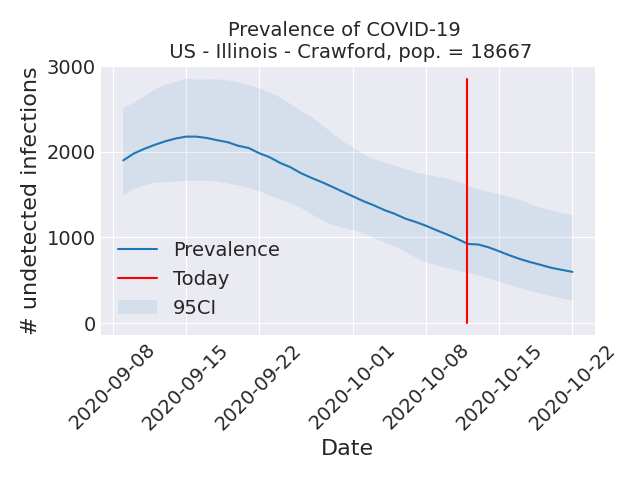 Prevalence of COVID-19
US - Illinois - Crawford, pop. = 18667
# undetected infections
3000
2000
1000
0
Prevalence
Today
95CI
2020-09-08
2020-09-15
2020-09-22
2020-10-01
2020-10-08
2020-10-15
2020-10-22
Date